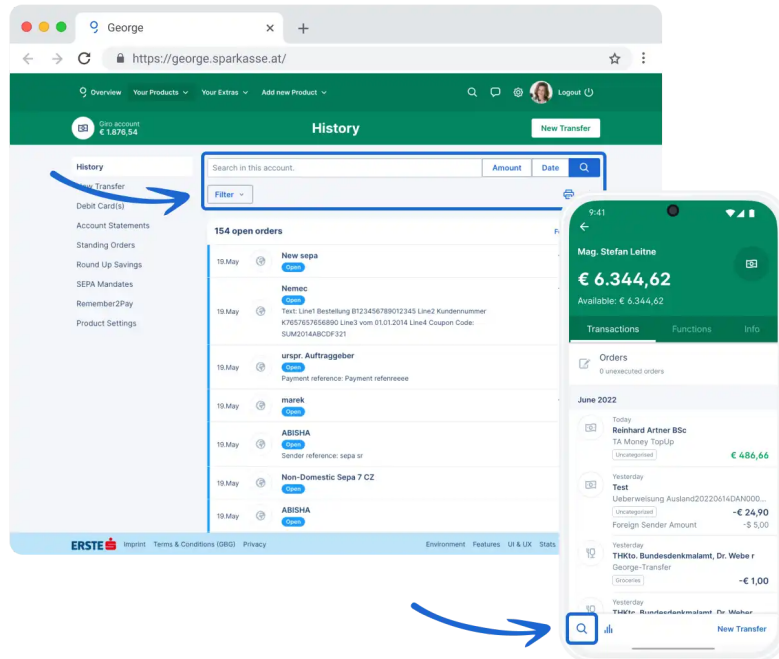 George
https://george.sparkasse.at/
Overview
Your Products
Your Extras
Add new Product
Logout
Giro account
€ 1.876,54
History
New Transfer
History
New Transfer
Debit Card(s)
Account Statements
Standing Orders
Round Up Savings
SEPA Mandates
Remember2Pay
Product Settings
Search in this account.
Amount
Date
Filter
154 open orders
19.May
New sepa
Open
19.May
Nemec
Open
Text: Line1 Bestellung B123456789012345 Line2 Kundennummer
K7657657656890 Line3 vom 01.01.2014 Line4 Coupon Code:
SUM2014ABCDF321
19.May
urspr. Auftraggeber
Open
Payment reference: Payment refenreeee
19.May
marek
Open
19.May
ABISHA
Open
Sender reference: sepa sr
19.May
Non-Domestic Sepa 7 CZ
Open
19.May
ABISHA
Open
ERSTE
Imprint
Terms & Conditions (GBG)
Privacy
Environment
Features
UI & UX
Stats
9:41
Mag. Stefan Leitne
€ 6.344,62
Available: € 6.344,62
Transactions
Functions
Info
Orders
0 unexecuted orders
June 2022
Today
Reinhard Artner BSc
TA Money TopUp
Uncategorised
€ 486,66
Yesterday
Test
Ueberweisung Ausland20220614DAN000...
Uncategorized
-€ 24,90
Foreign Sender Amount
-$ 5,00
Yesterday
THKto. Bundesdenkmalamt, Dr. Webe r
George-Transfer
Groceries
-€ 1,00
Yesterday
THKto. Bundesdenkmalamt, Dr. Weber
New Transfer